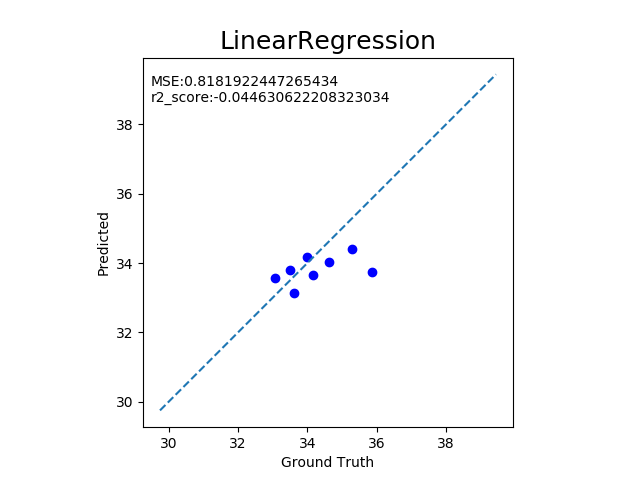 LinearRegression
MSE:0.8181922447265434
r2_score:-0.044630622208323034
38
36
34
32
30
Predicted
30 32 34 36 38
Ground Truth